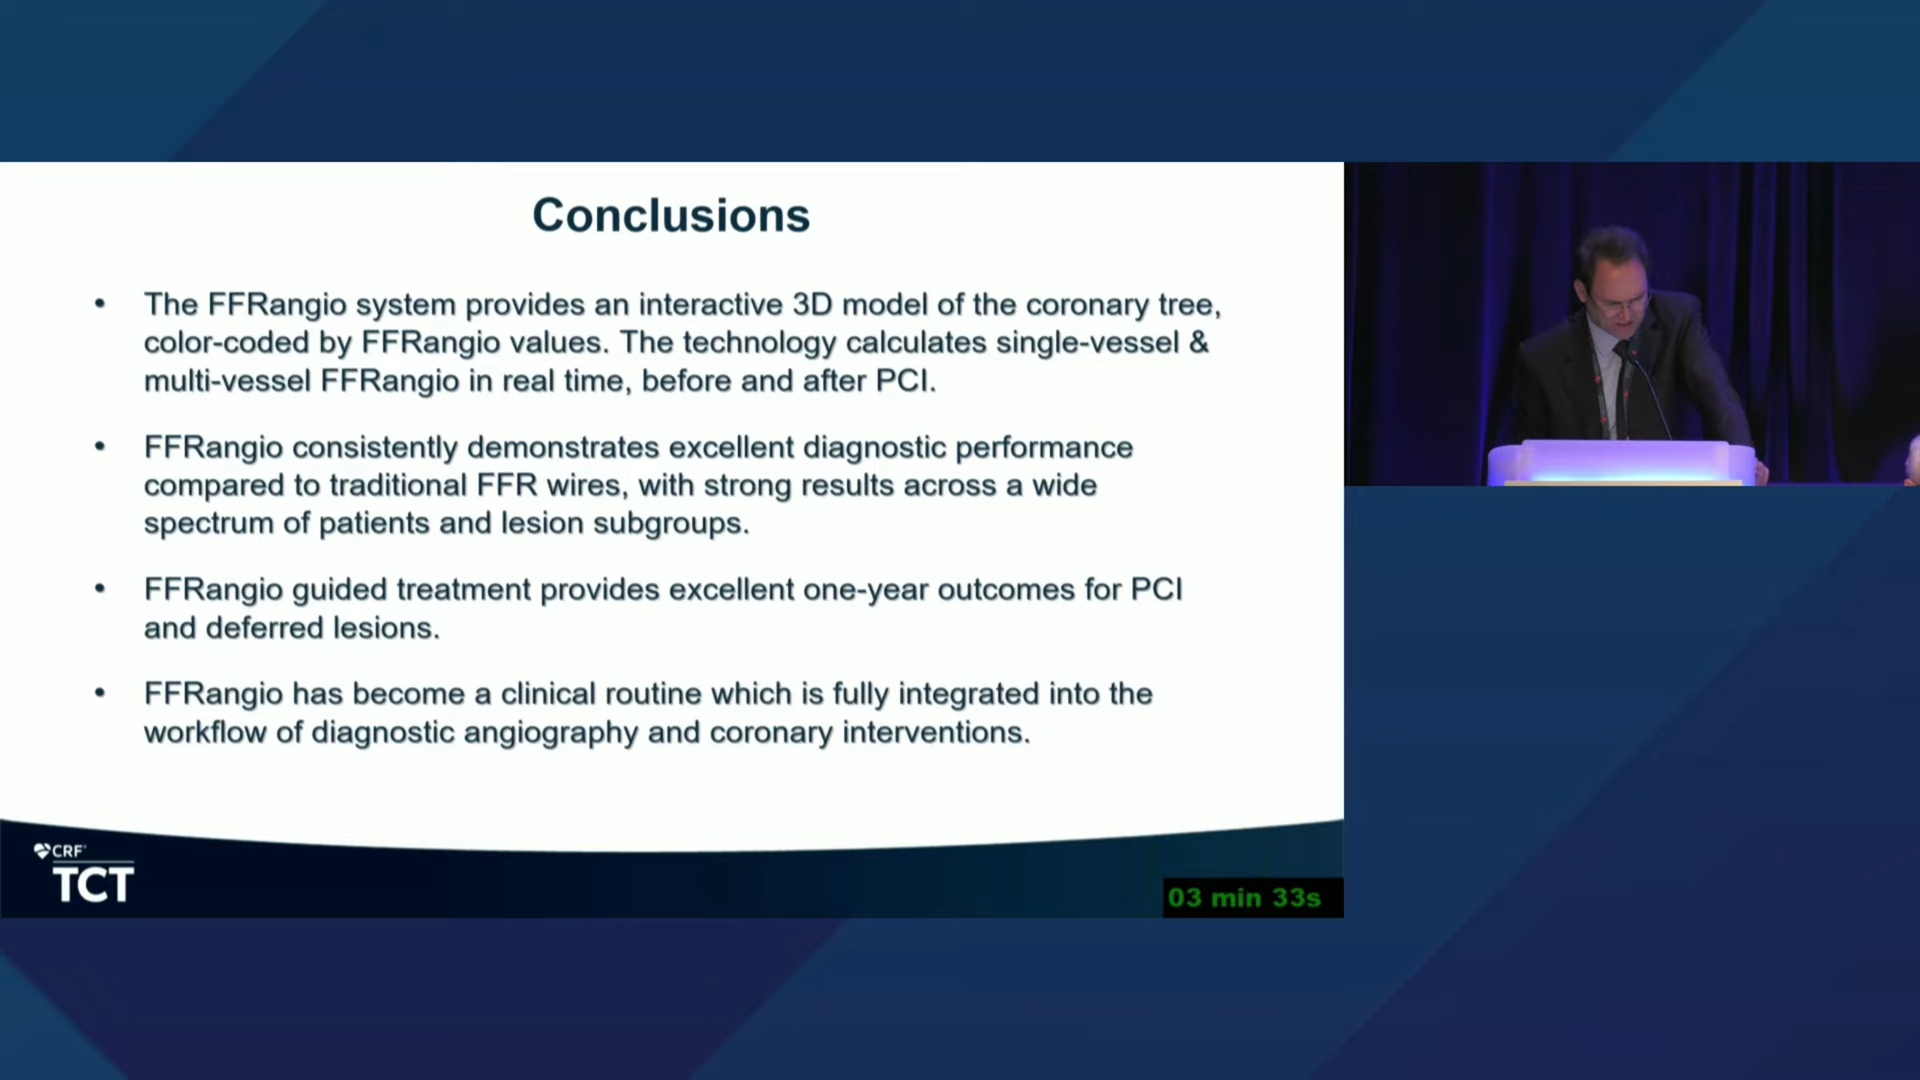 Conclusions
• The FFRangio system provides an interactive 3D model of the coronary tree,
color-coded by FFRangio values. The technology calculates single-vessel &
multi-vessel FFRangio in real time, before and after PCI.
• FFRangio consistently demonstrates excellent diagnostic performance
compared to traditional FFR wires, with strong results across a wide
spectrum of patients and lesion subgroups.
• FFRangio guided treatment provides excellent one-year outcomes for PCI
and deferred lesions.
• FFRangio has become a clinical routine which is fully integrated into the
workflow of diagnostic angiography and coronary interventions.
CRF
TCT
03 min 33s